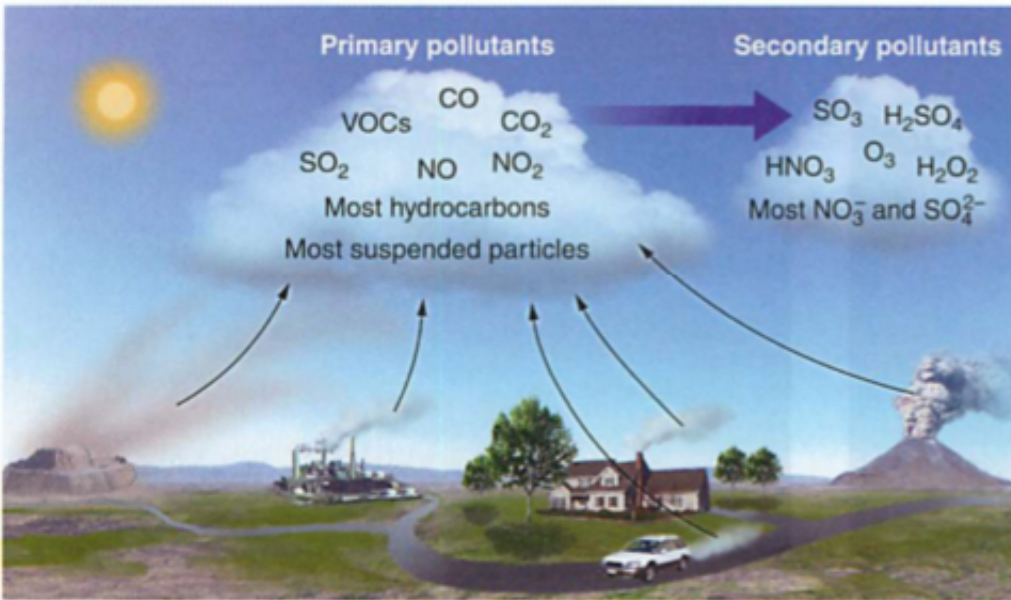 Primary pollutants
CO
VOCs
CO₂
SO₂
NO
NO₂
Most hydrocarbons
Most suspended particles
Secondary pollutants
SO₃ H₂SO₄
HNO₃ O₃ H₂O₂
Most NO₃⁻ and SO₄²⁻